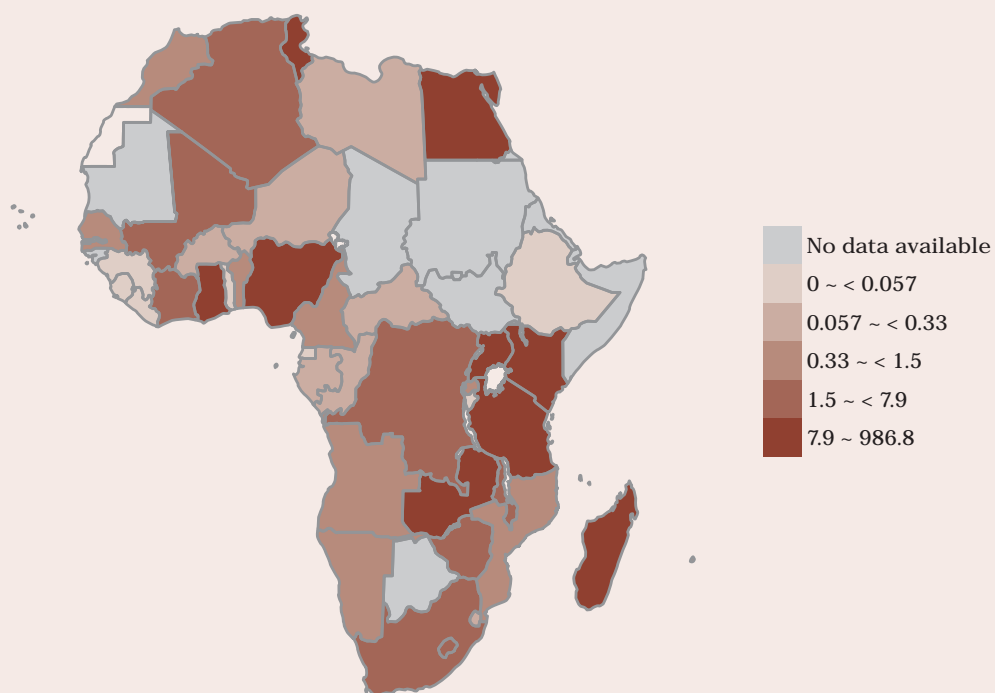 No data available
0 ~ < 0.057
0.057 ~ < 0.33
0.33 ~ < 1.5
1.5 ~ < 7.9
7.9 ~ 986.8